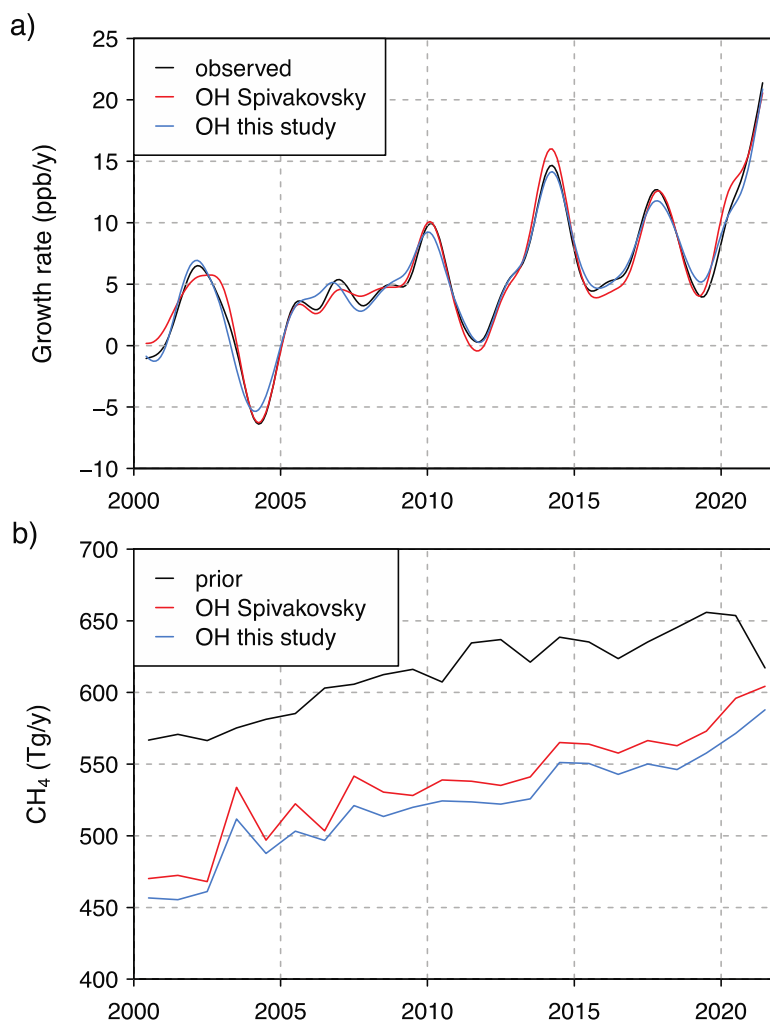 a)
Growth rate (ppb/y)
25
20
15
10
5
0
−5
−10
observed
OH Spivakovsky
OH this study
2000 2005 2010 2015 2020
b)
CH₄ (Tg/y)
700
650
600
550
500
450
400
prior
OH Spivakovsky
OH this study
2000 2005 2010 2015 2020